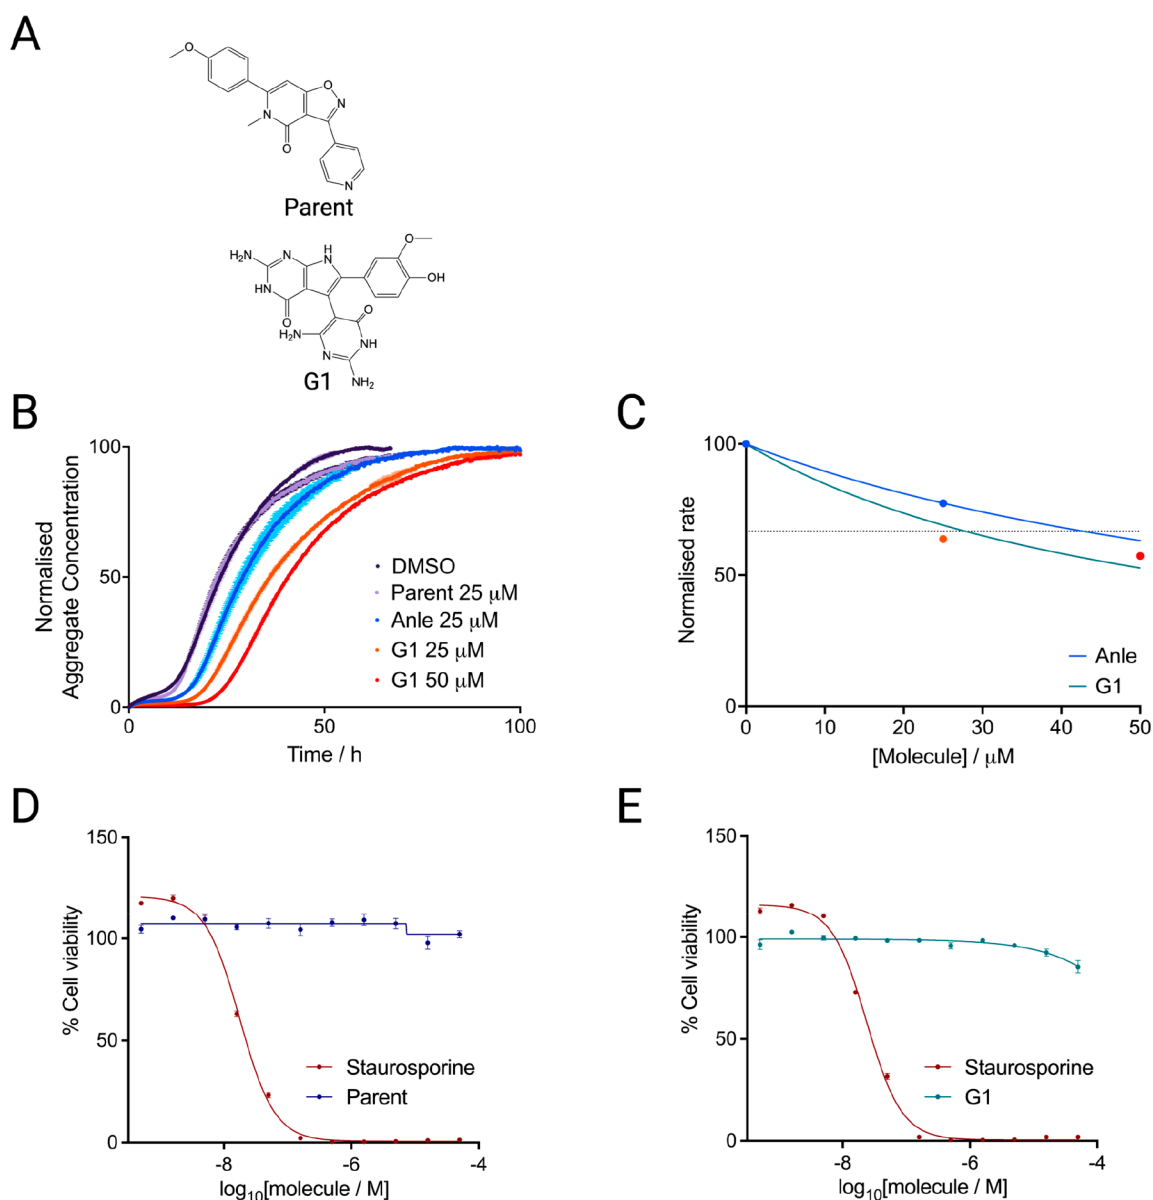 A
O
O
N
N
O
N
Parent
H₂N
N
H
N
O
OH
HN
O
O
H₂N
NH
N
NH₂
G1
B
100
50
0
Normalised
Aggregate Concentration
DMSO
Parent 25 μM
Anle 25 μM
G1 25 μM
G1 50 μM
0
50
100
Time / h
C
100
50
0
Normalised rate
Anle
G1
0
10
20
30
40
50
[Molecule] / μM
D
150
100
50
0
% Cell viability
Staurosporine
Parent
-8
-6
-4
log₁₀[molecule / M]
E
150
100
50
0
% Cell viability
Staurosporine
G1
-8
-6
-4
log₁₀[molecule / M]